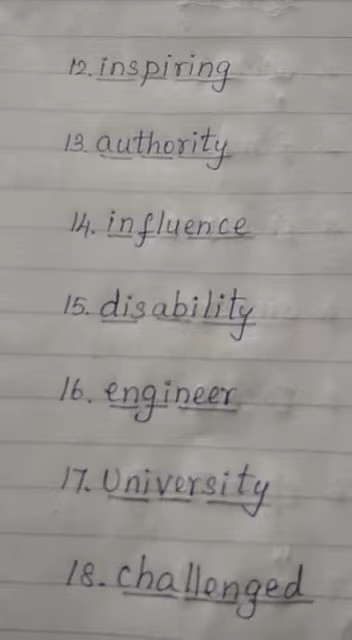 12. inspiring
13. authority
14. influence
15. disability
16. engineer
17. University
18. challenged